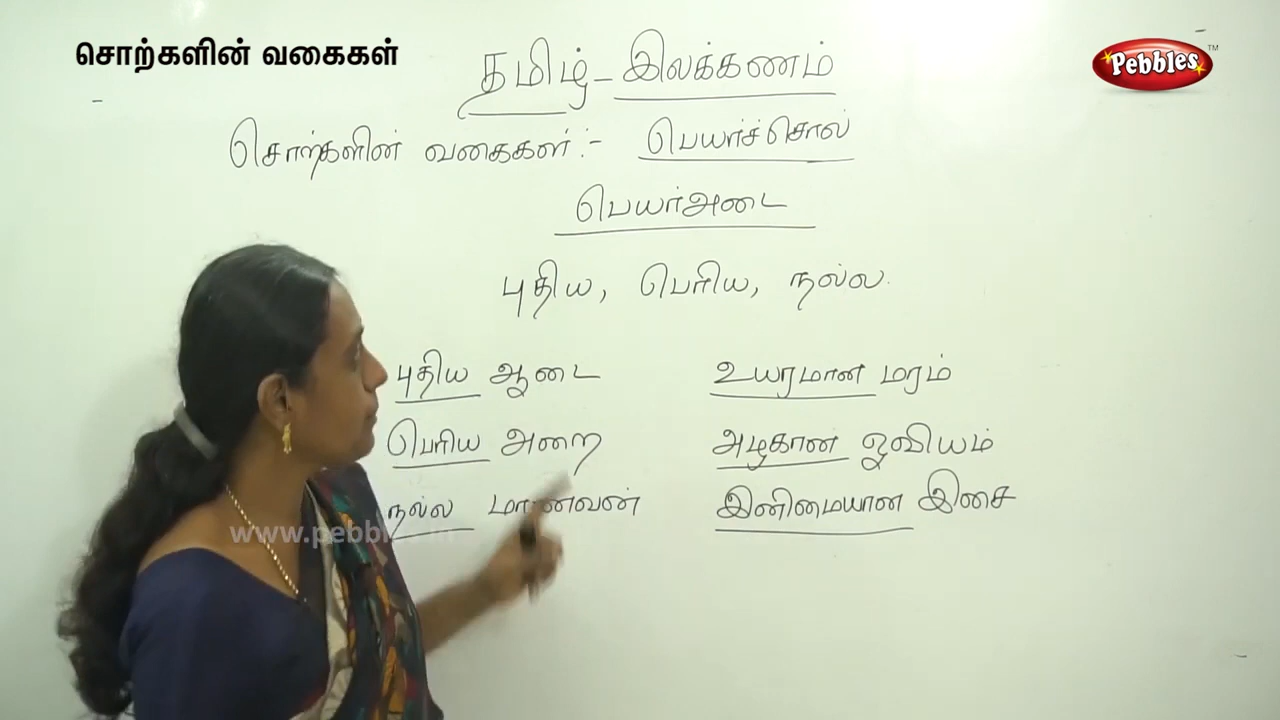 சொற்களின் வகைகள்
Pebbles TM
தமிழ் - இலக்கணம்
சொற்களின் வகைகள் :- பெயர்ச்சொல்
பெயர்அடை
புதிய, பெரிய, நல்ல.
புதிய ஆடை உயரமான மரம்
பெரிய அறை அழகான ஓவியம்
நல்ல மாணவன் இனிமையான இசை